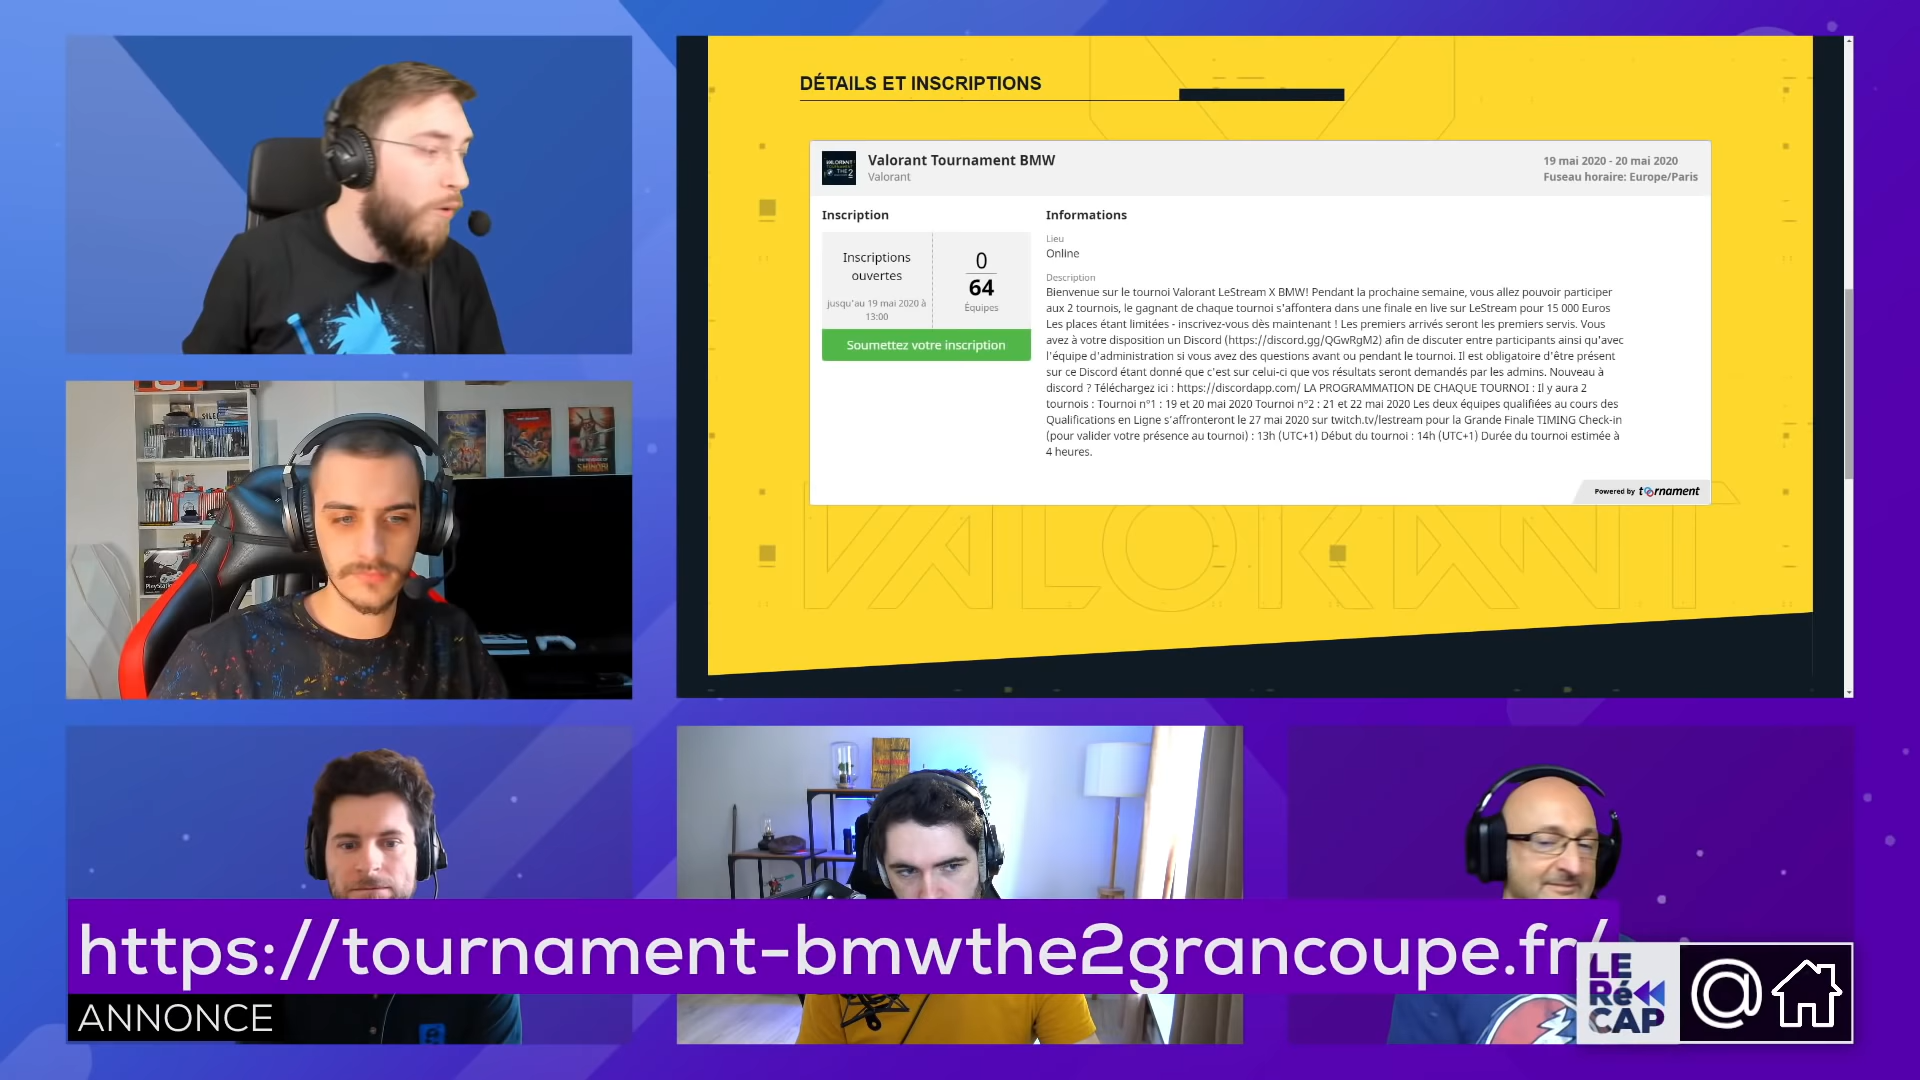 DÉTAILS ET INSCRIPTIONS
Valorant Tournament BMW
Valorant
19 mai 2020 - 20 mai 2020
Fuseau horaire: Europe/Paris
Inscription
Inscriptions
ouvertes
jusqu'au 19 mai 2020 à
13:00
0
64
Équipes
Soumettez votre inscription
Informations
Lieu
Online
Description
Bienvenue sur le tournoi Valorant LeStream X BMW! Pendant la prochaine semaine, vous allez pouvoir participer
aux 2 tournois, le gagnant de chaque tournoi s'affontera dans une finale en live sur LeStream pour 15 000 Euros
Les places étant limitées - inscrivez-vous dès maintenant ! Les premiers arrivés seront les premiers servis. Vous
avez à votre disposition un Discord (https://discord.gg/QGwRgM2) afin de discuter entre participants ainsi qu'avec
l'équipe d'administration si vous avez des questions avant ou pendant le tournoi. Il est obligatoire d'être présent
sur ce Discord étant donné que c'est sur celui-ci que vos résultats seront demandés par les admins. Nouveau à
discord ? Téléchargez ici : https://discordapp.com/ LA PROGRAMMATION DE CHAQUE TOURNOI : Il y aura 2
tournois : Tournoi n°1 : 19 et 20 mai 2020 Tournoi n°2 : 21 et 22 mai 2020 Les deux équipes qualifiées au cours des
Qualifications en Ligne s'affronteront le 27 mai 2020 sur twitch.tv/lestream pour la Grande Finale TIMING Check-in
(pour valider votre présence au tournoi) : 13h (UTC+1) Début du tournoi : 14h (UTC+1) Durée du tournoi estimée à
4 heures.
Powered by toornament
VALORANT
https://tournament-bmwthe2grancoupe.fr/
ANNONCE
LE
Ré
CAP
@